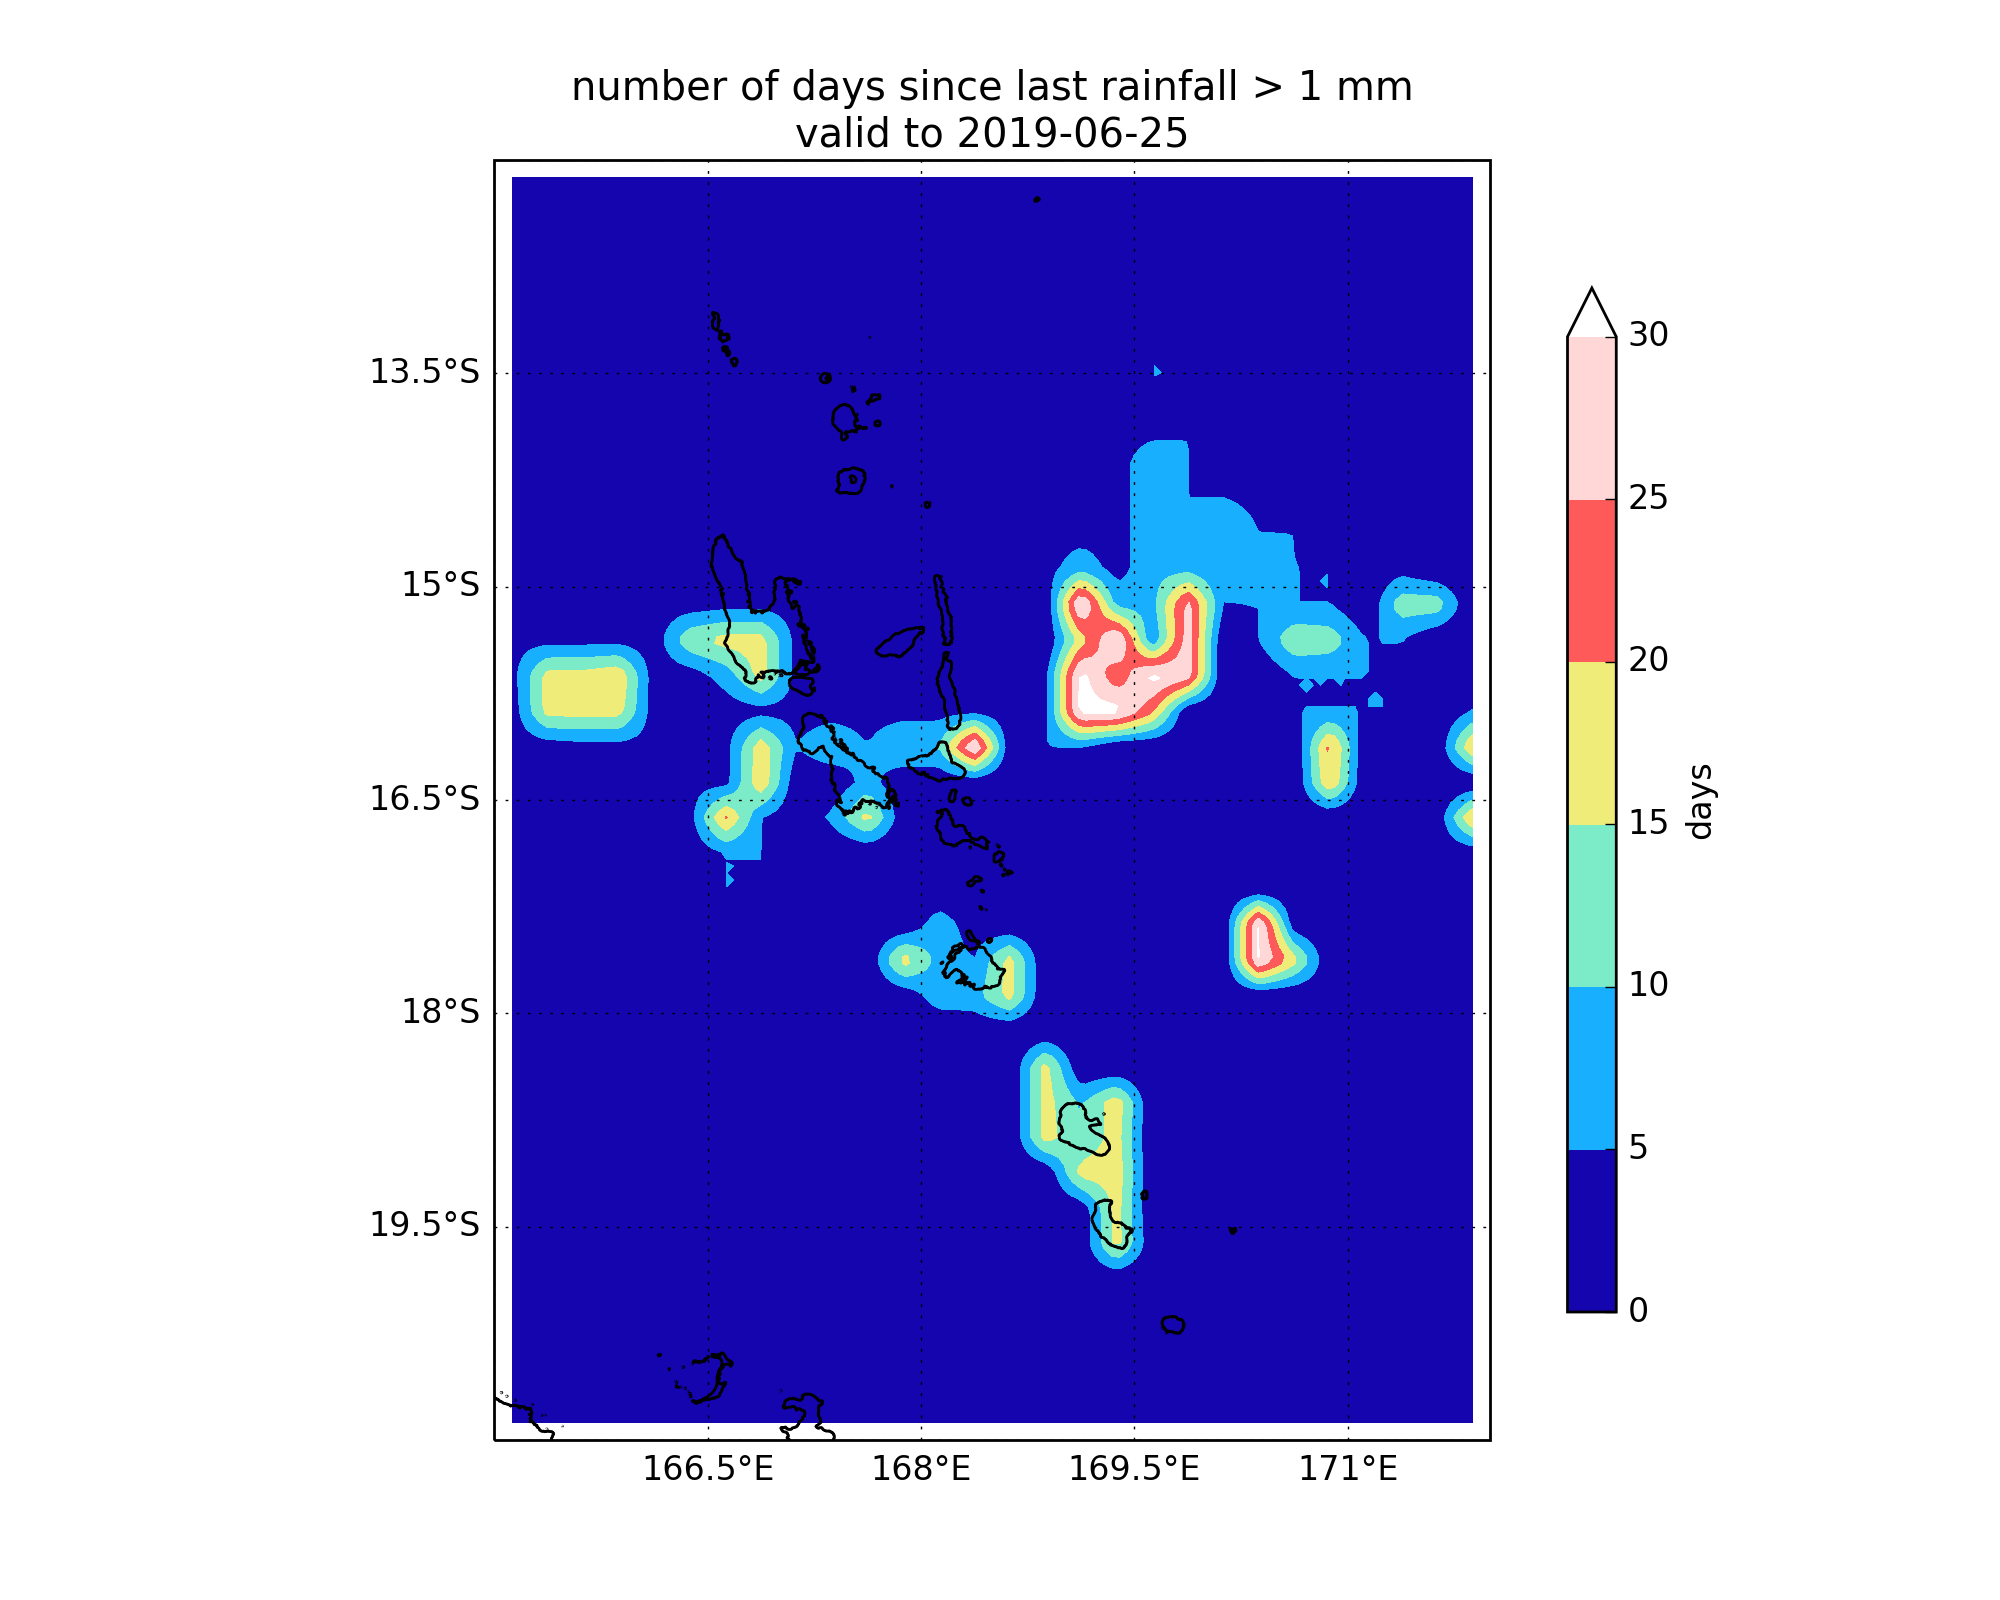 number of days since last rainfall > 1 mm
valid to 2019-06-25
13.5°S
15°S
16.5°S
18°S
19.5°S
166.5°E
168°E
169.5°E
171°E
30
25
20
15
10
5
0
days